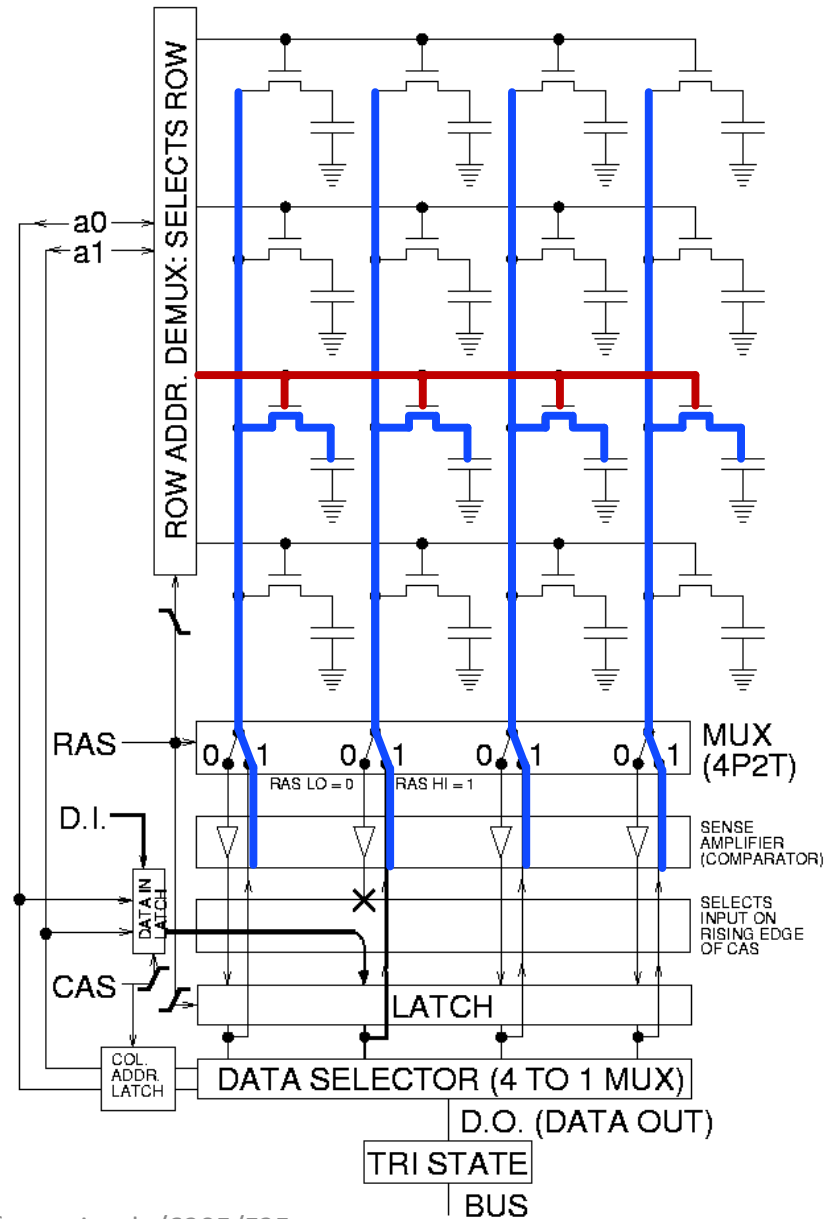 ROW ADDR. DEMUX: SELECTS ROW
a0
a1
RAS
0 1 0 1 0 1 0 1
MUX
(4P2T)
RAS LO = 0
RAS HI = 1
D.I.
SENSE
AMPLIFIER
(COMPARATOR)
DATA IN
LATCH
SELECTS
INPUT ON
RISING EDGE
OF CAS
CAS
LATCH
COL.
ADDR.
LATCH
DATA SELECTOR (4 TO 1 MUX)
D.O. (DATA OUT)
TRI STATE
BUS